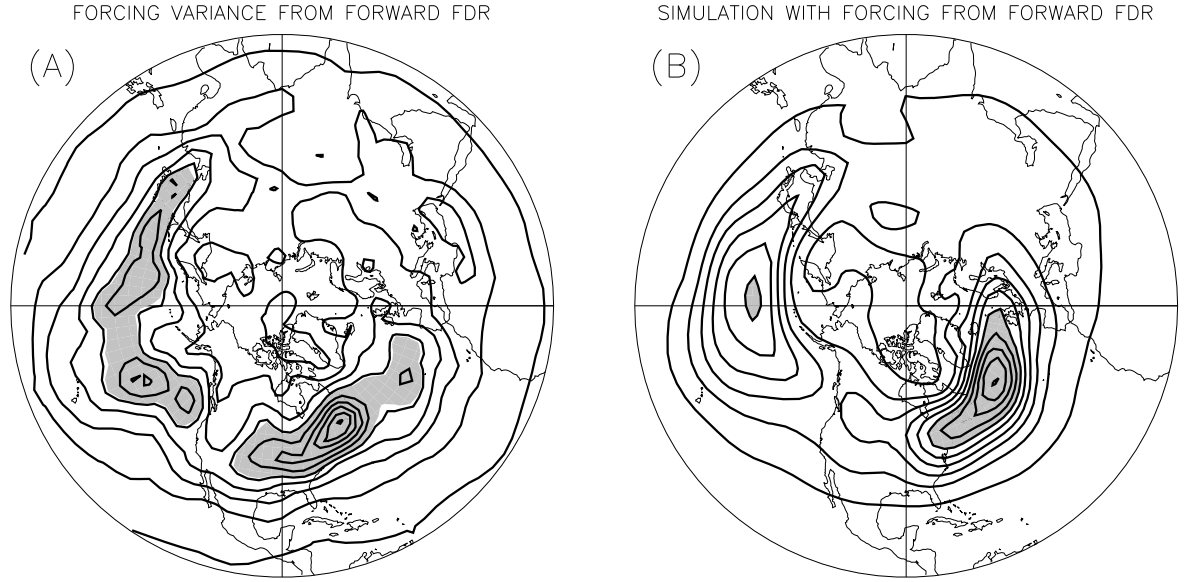 FORCING VARIANCE FROM FORWARD FDR
SIMULATION WITH FORCING FROM FORWARD FDR
(A)
(B)